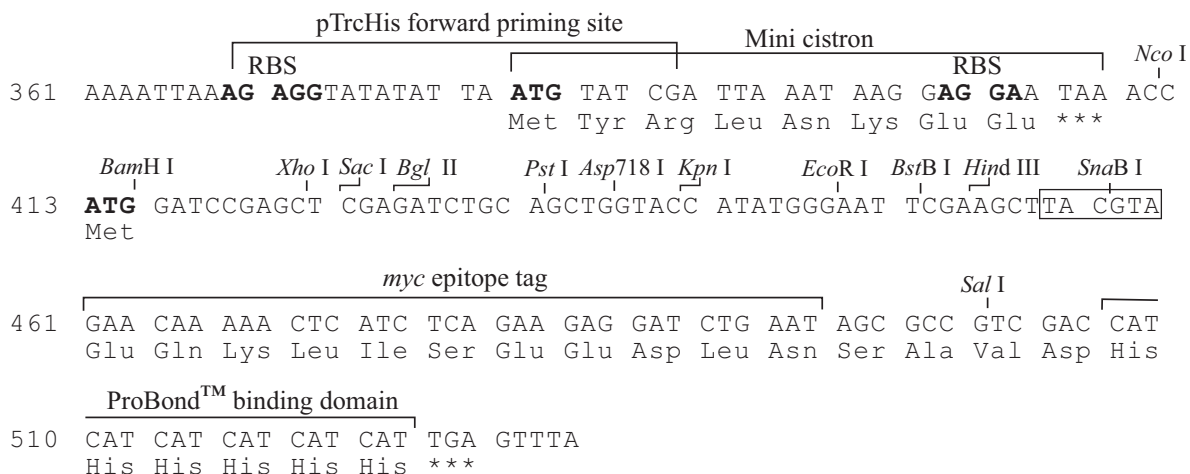 pTrcHis forward priming site
Mini cistron
RBS RBS Nco I
361 AAAATTAAAG AGGTATATAT TA ATG TAT CGA TTA AAT AAG GAG GAA TAA ACC
Met Tyr Arg Leu Asn Lys Glu Glu ***
BamH I Xho I Sac I Bgl II Pst I Asp718 I Kpn I EcoR I BstB I Hind III SnaB I
413 ATG GATCCGAGCT CGAGATCTGC AGCTGGTACC ATATGGGAAT TCGAAGCTTA CGTA
Met
myc epitope tag
Sal I
461 GAA CAA AAA CTC ATC TCA GAA GAG GAT CTG AAT AGC GCC GTC GAC CAT
Glu Gln Lys Leu Ile Ser Glu Glu Asp Leu Asn Ser Ala Val Asp His
ProBond™ binding domain
510 CAT CAT CAT CAT CAT TGA GTTTA
His His His His His ***